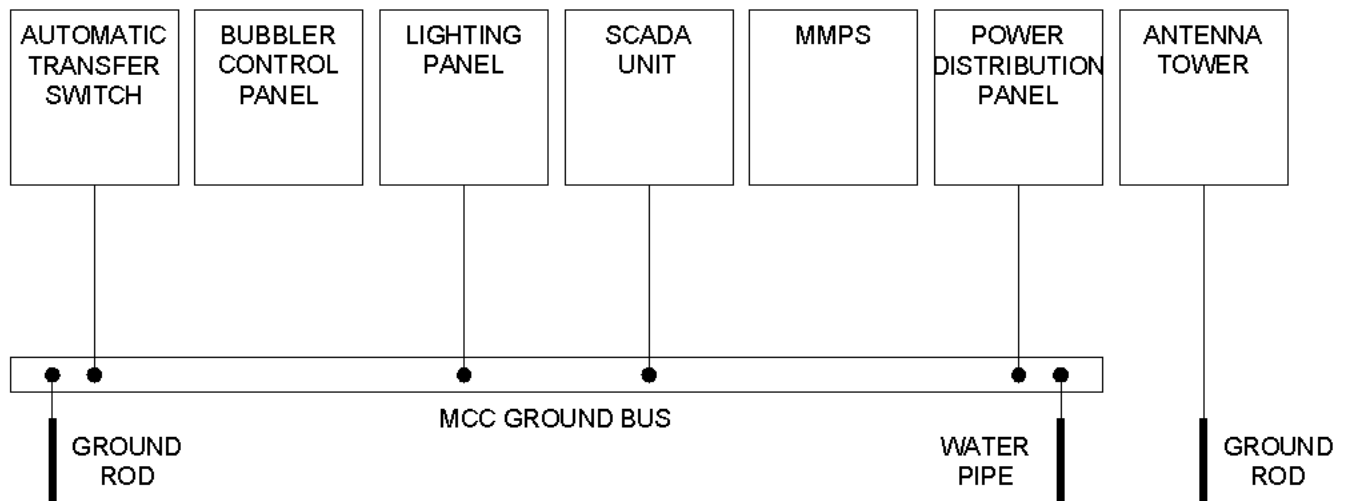 AUTOMATIC
TRANSFER
SWITCH
BUBBLER
CONTROL
PANEL
LIGHTING
PANEL
SCADA
UNIT
MMPS
POWER
DISTRIBUTION
PANEL
ANTENNA
TOWER
MCC GROUND BUS
GROUND
ROD
WATER
PIPE
GROUND
ROD